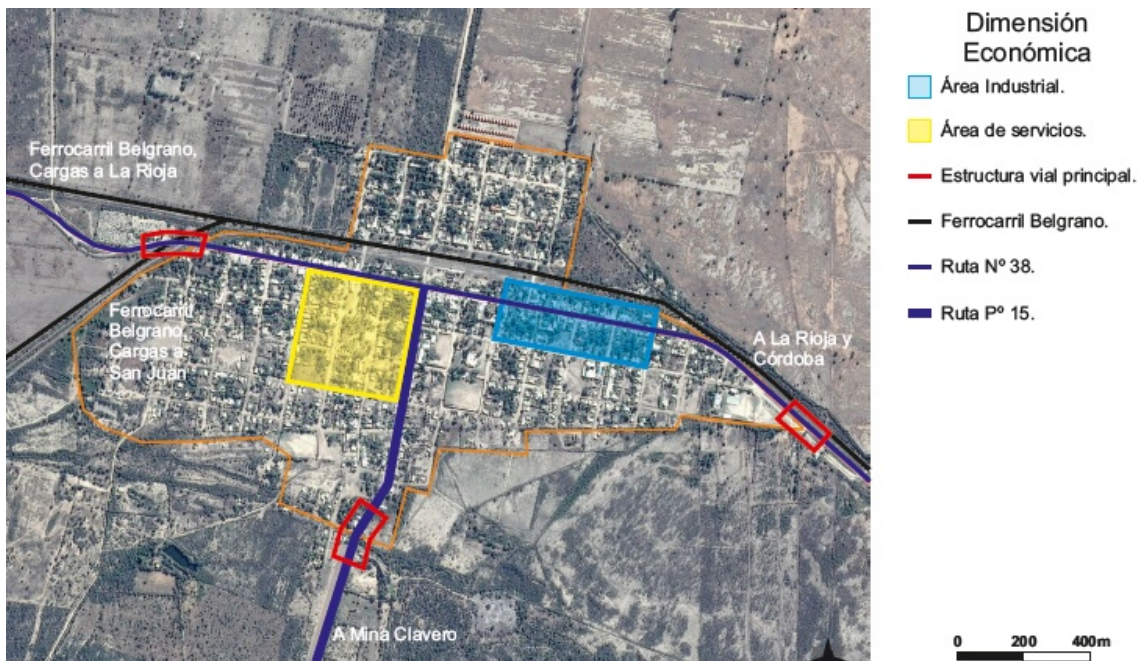 Dimensión
Económica
Área Industrial.
Área de servicios.
Estructura vial principal.
Ferrocarril Belgrano.
Ruta Nº 38.
Ruta Pº 15.
Ferrocarril Belgrano,
Cargas a La Rioja
Ferrocarril
Belgrano,
Cargas a
San Juán
A La Rioja y
Córdoba
A Mina Clavero
0 200 400m